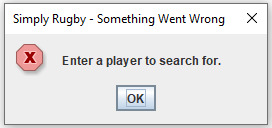 Simply Rugby - Something Went Wrong
Enter a player to search for.
OK